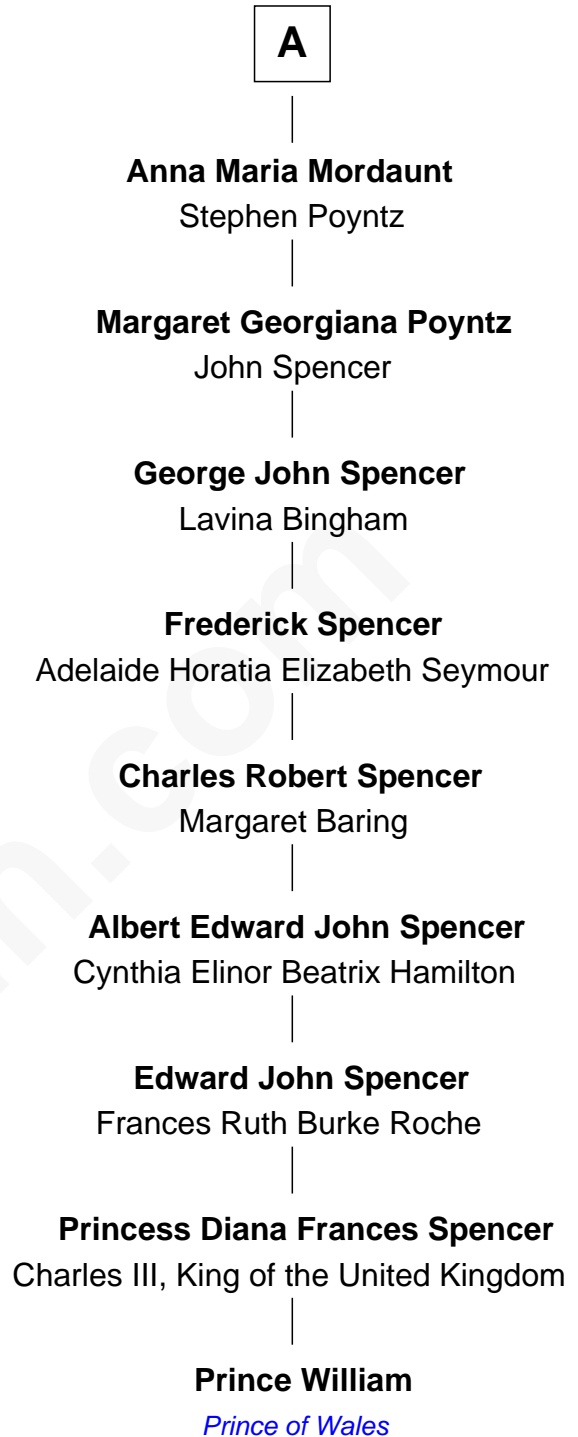 A
Anna Maria Mordaunt
Stephen Poyntz
Margaret Georgiana Poyntz
John Spencer
George John Spencer
Lavina Bingham
Frederick Spencer
Adelaide Horatia Elizabeth Seymour
Charles Robert Spencer
Margaret Baring
Albert Edward John Spencer
Cynthia Elinor Beatrix Hamilton
Edward John Spencer
Frances Ruth Burke Roche
Princess Diana Frances Spencer
Charles III, King of the United Kingdom
Prince William
Prince of Wales